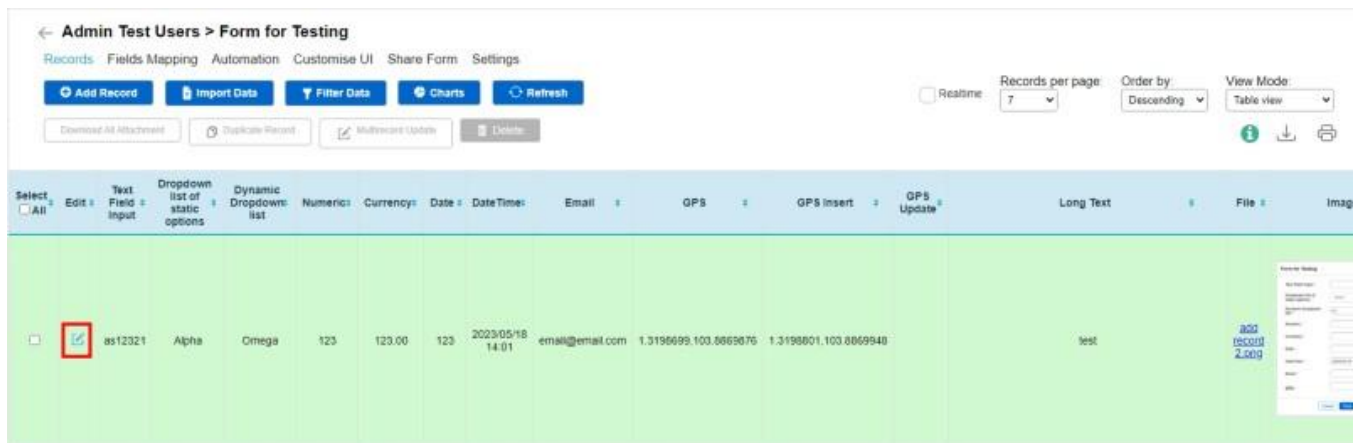 Admin Test Users > Form for Testing
Records Fields Mapping Automation Customise UI Share Form Settings
Add Record Import Data Filter Data Charts Refresh
Realtime
Records per page:
7
Order by:
Descending
View Mode:
Table view
Download All Attachment Duplicate Record Multirecord Update Delete
Select
All
Edit
Text
Field
Input
Dropdown
list of
static
options
Dynamic
Dropdown
list
Numeric
Currency
Date
DateTime
Email
GPS
GPS Insert
GPS
Update
Long Text
File
Imag
as12321
Alpha
Omega
123
123.00
123
2023/05/18
14:01
email@email.com
1.3198699,103.8869876
1.3198801,103.8869948
test
add
record
2.png
Form for Testing